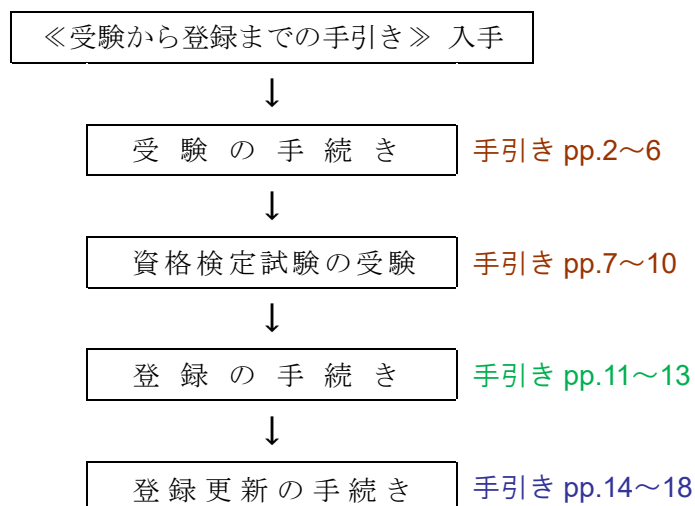 ≪受験から登録までの手引き≫ 入手
↓
受験の手続き 手引き pp.2～6
↓
資格検定試験の受験 手引き pp.7～10
↓
登録の手続き 手引き pp.11～13
↓
登録更新の手続き 手引き pp.14～18